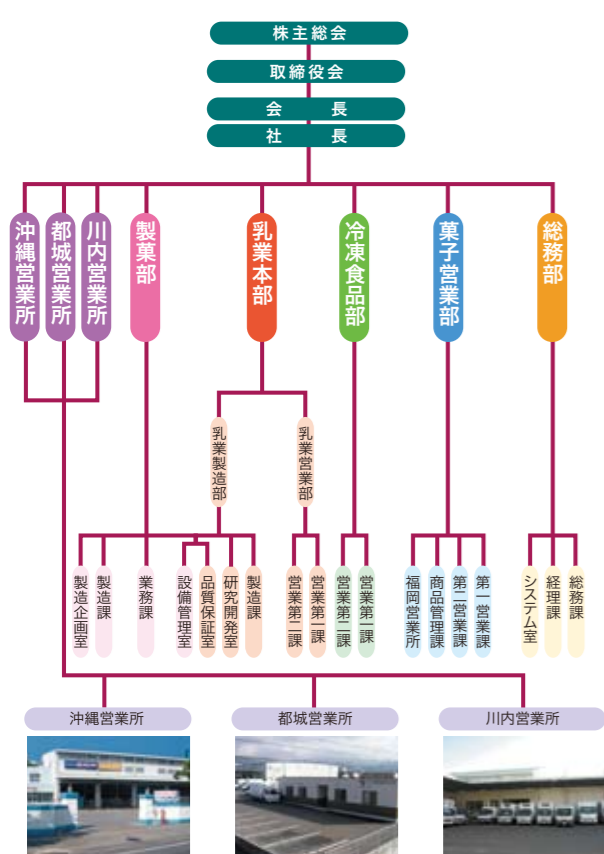 株主総会
取締役会
会　長
社　長
沖縄営業所
都城営業所
川内営業所
製菓部
乳業本部
冷凍食品部
菓子営業部
総務部
乳業製造部
乳業営業部
製造企画室
製造課
業務課
設備管理室
品質保証室
研究開発室
製造課
営業第二課
営業第一課
営業第二課
営業第一課
福岡営業所
商品管理課
第二営業課
第一営業課
システム室
経理課
総務課
沖縄営業所
都城営業所
川内営業所